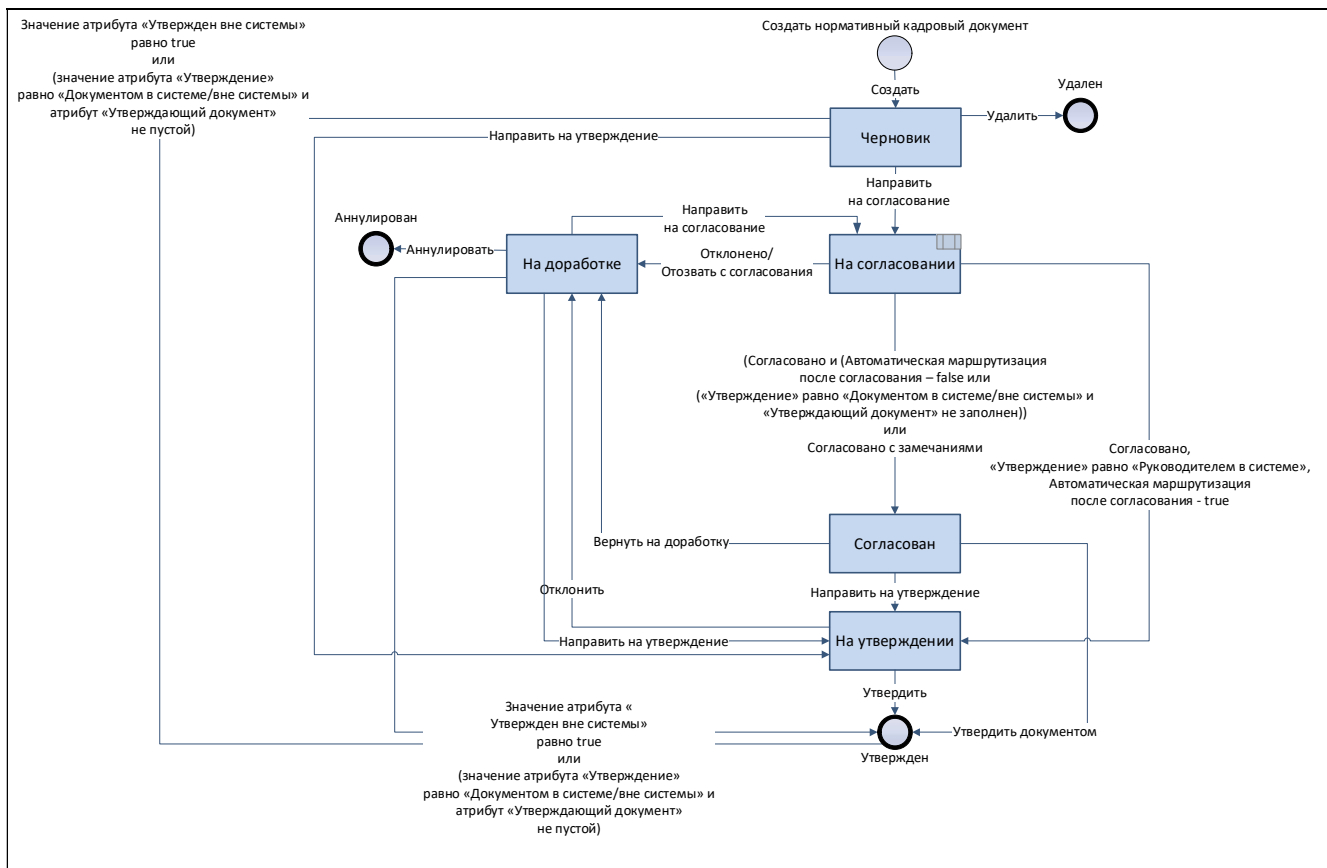 Значение атрибута «Утвержден вне системы»
равно true
или
(значение атрибута «Утверждение»
равно «Документом в системе/вне системы» и
атрибут «Утверждающий документ»
не пустой)
Создать нормативный кадровый документ
Создать
Удален
Удалить
Черновик
Направить на утверждение
Направить
на согласование
Аннулирован
Аннулировать
На доработке
Направить
на согласование
Отклонено/
Отозвать с согласования
На согласовании
(Согласовано и (Автоматическая маршрутизация
после согласования – false или
(«Утверждение» равно «Документом в системе/вне системы» и
«Утверждающий документ» не заполнен))
или
Согласовано с замечаниями
Согласовано,
«Утверждение» равно «Руководителем в системе»,
Автоматическая маршрутизация
после согласования - true
Вернуть на доработку
Согласован
Отклонить
Направить на утверждение
Направить на утверждение
На утверждении
Утвердить
Утвердить документом
Утвержден
Значение атрибута «
Утвержден вне системы»
равно true
или
(значение атрибута «Утверждение»
равно «Документом в системе/вне системы» и
атрибут «Утверждающий документ»
не пустой)